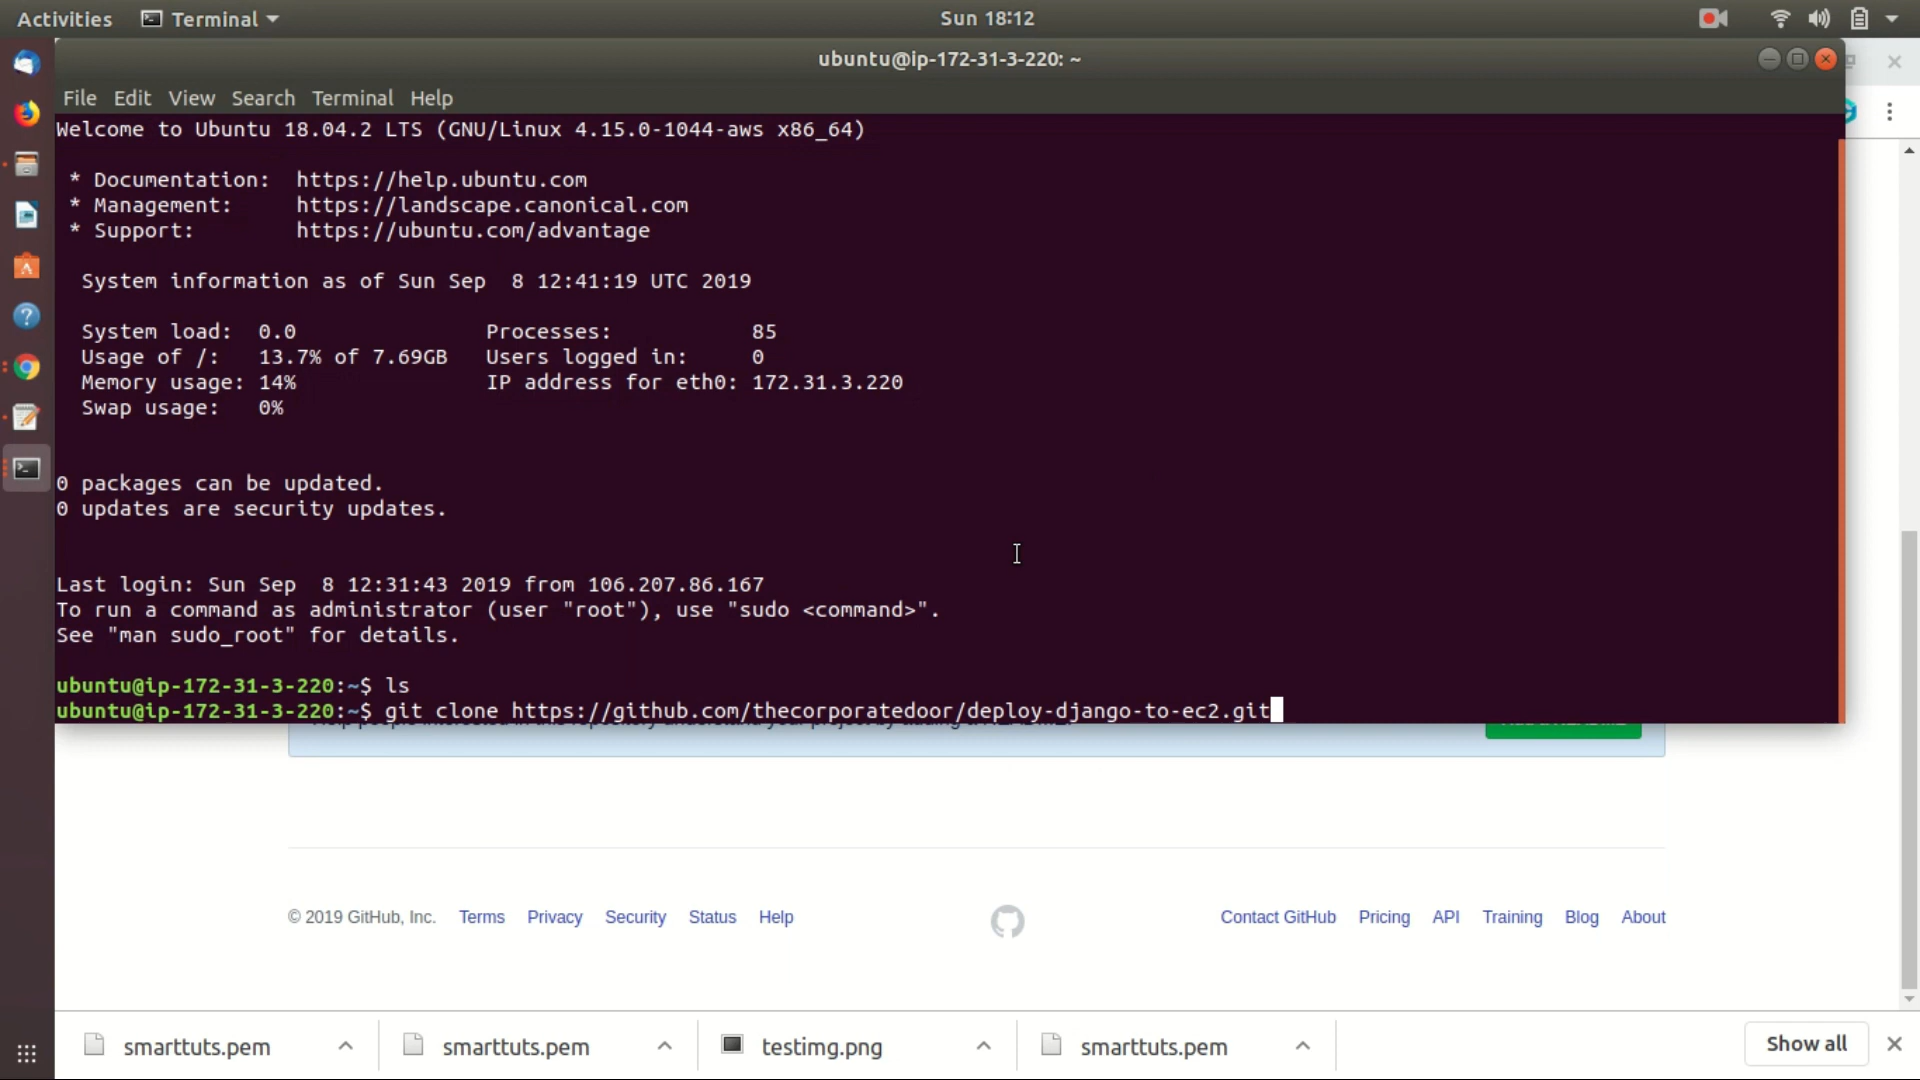 Activities Terminal Sun 18:12
ubuntu@ip-172-31-3-220: ~
File Edit View Search Terminal Help
Welcome to Ubuntu 18.04.2 LTS (GNU/Linux 4.15.0-1044-aws x86_64)
* Documentation: https://help.ubuntu.com
* Management: https://landscape.canonical.com
* Support: https://ubuntu.com/advantage
System information as of Sun Sep 8 12:41:19 UTC 2019
System load: 0.0 Processes: 85
Usage of /: 13.7% of 7.69GB Users logged in: 0
Memory usage: 14% IP address for eth0: 172.31.3.220
Swap usage: 0%
0 packages can be updated.
0 updates are security updates.
Last login: Sun Sep 8 12:31:43 2019 from 106.207.86.167
To run a command as administrator (user "root"), use "sudo <command>".
See "man sudo_root" for details.
ubuntu@ip-172-31-3-220:~$ ls
ubuntu@ip-172-31-3-220:~$ git clone https://github.com/thecorporatedoor/deploy-django-to-ec2.git
© 2019 GitHub, Inc. Terms Privacy Security Status Help Contact GitHub Pricing API Training Blog About
smarttuts.pem smarttuts.pem testimg.png smarttuts.pem Show all